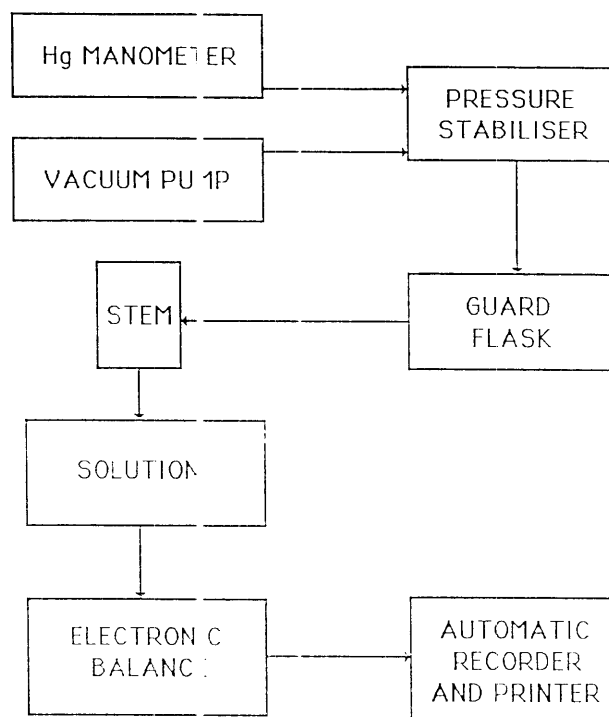 Hg MANOMETER
PRESSURE
STABILISER
VACUUM PUMP
STEM
GUARD
FLASK
SOLUTION
ELECTRONIC
BALANCE
AUTOMATIC
RECORDER
AND PRINTER